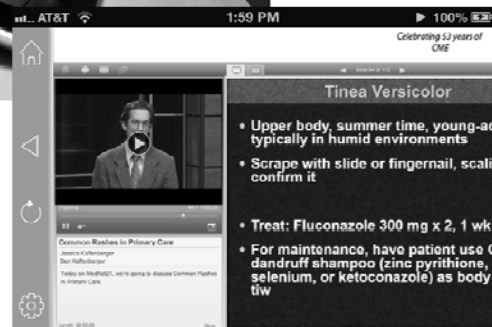 AT&T
1:59 PM
100%
Celebrating 53 years of
CME
Tinea Versicolor
• Upper body, summer time, young-ad
typically in humid environments
• Scrape with slide or fingernail, scali
confirm it
• Treat: Fluconazole 300 mg x 2, 1 wk
• For maintenance, have patient use
dandruff shampoo (zinc pyrithione,
selenium, or ketoconazole) as body
tiw
Common Rashes in Primary Care
Jessica Kaffenberger
Ben Kaffenberger
Today on MedNet21, we're going to discuss Common Rashes
in Primary Care.